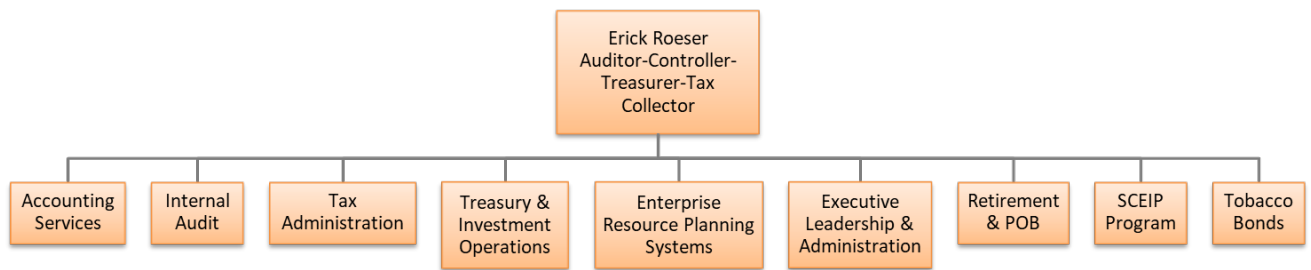 Erick Roeser
Auditor-Controller-
Treasurer-Tax
Collector
Accounting
Services
Internal
Audit
Tax
Administration
Treasury &
Investment
Operations
Enterprise
Resource Planning
Systems
Executive
Leadership &
Administration
Retirement
& POB
SCEIP
Program
Tobacco
Bonds